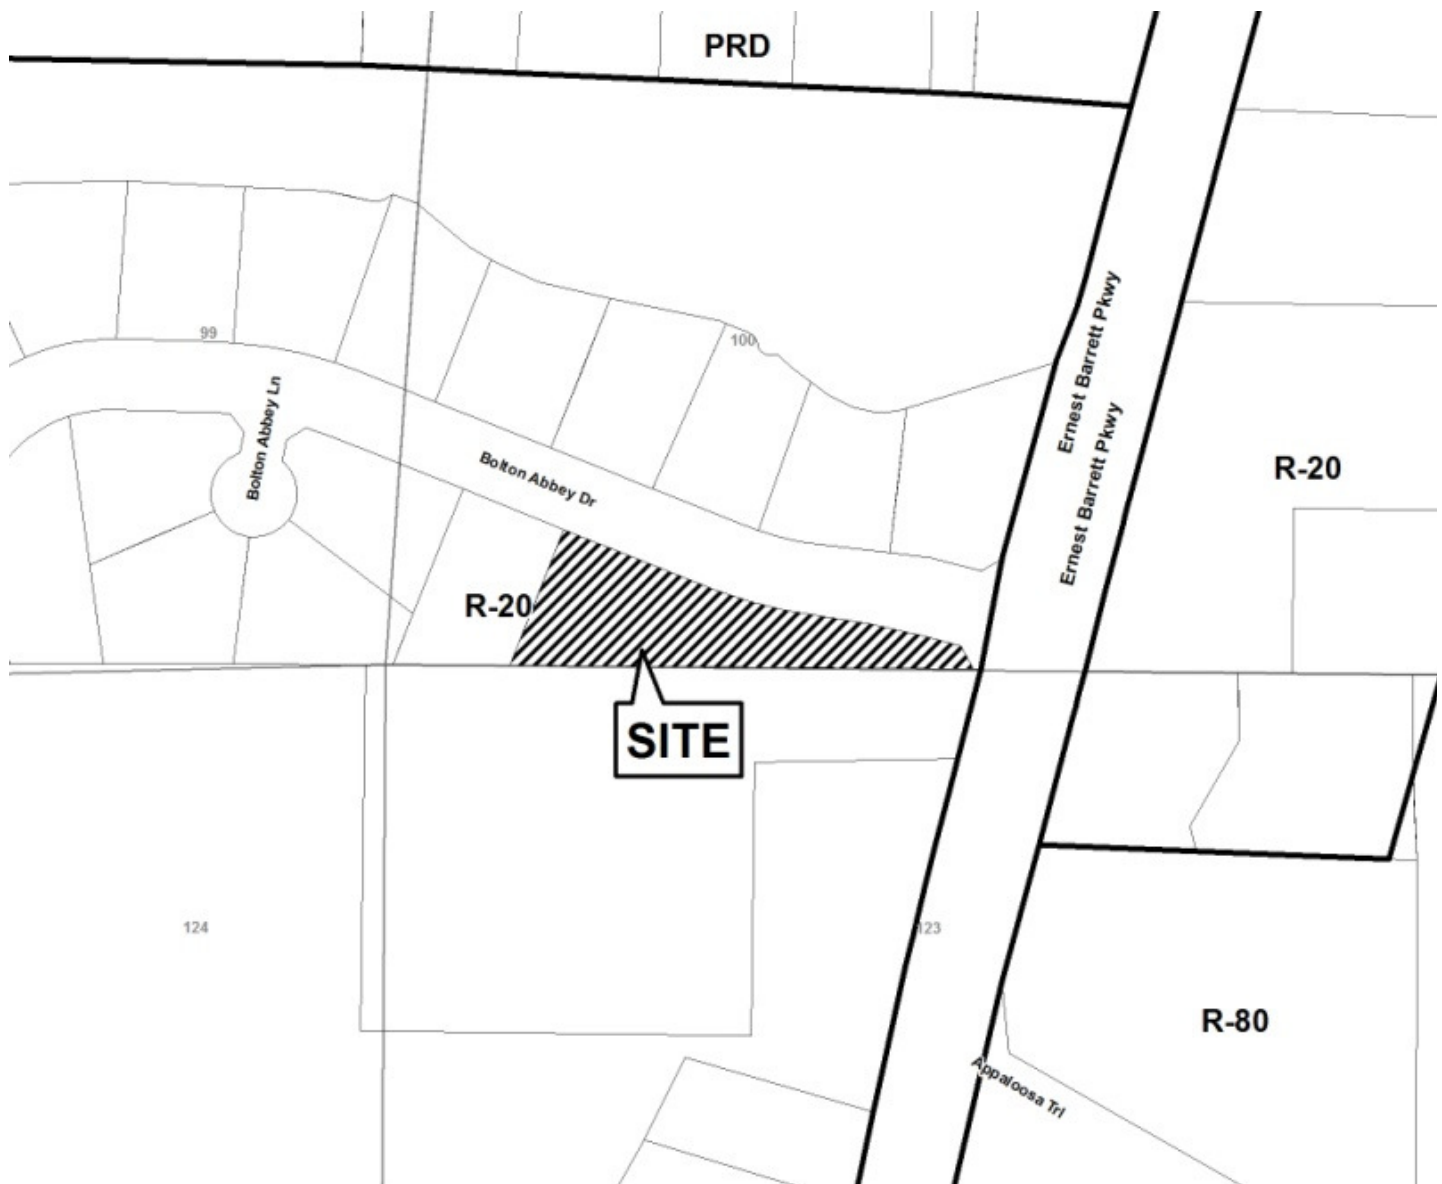 PRD
99
100
Ernest Barrett Pkwy
Bolton Abbey Ln
Ernest Barrett Pkwy
Bolton Abbey Dr
R-20
R-20
SITE
124
123
R-80
Appaloosa Trl